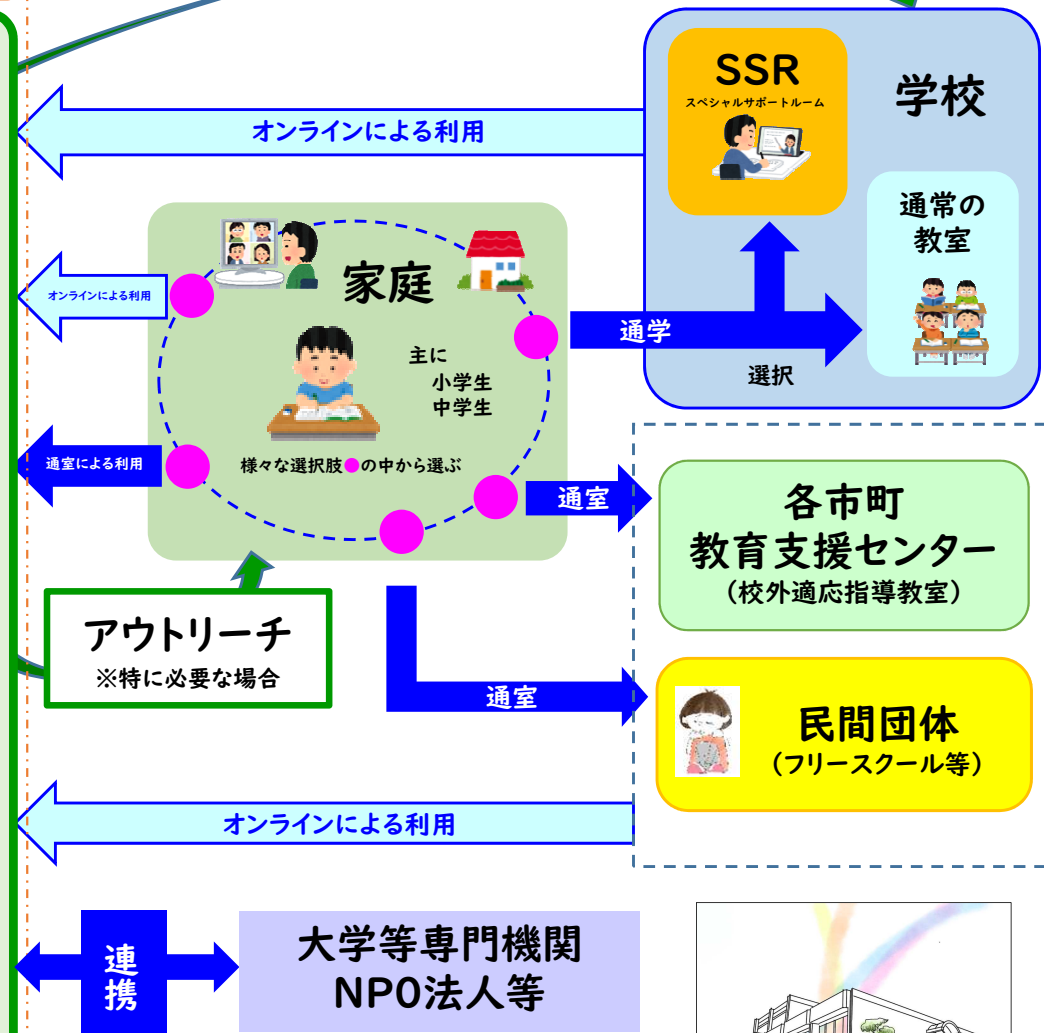 SSR
スペシャルサポートルーム
学校
オンラインによる利用
通常の
教室
家庭
オンラインによる利用
主に
小学生
中学生
通学
選択
様々な選択肢●の中から選ぶ
通室による利用
通室
各市町
教育支援センター
（校外適応指導教室）
アウトリーチ
※特に必要な場合
通室
民間団体
（フリースクール等）
オンラインによる利用
連携
大学等専門機関
NPO法人等